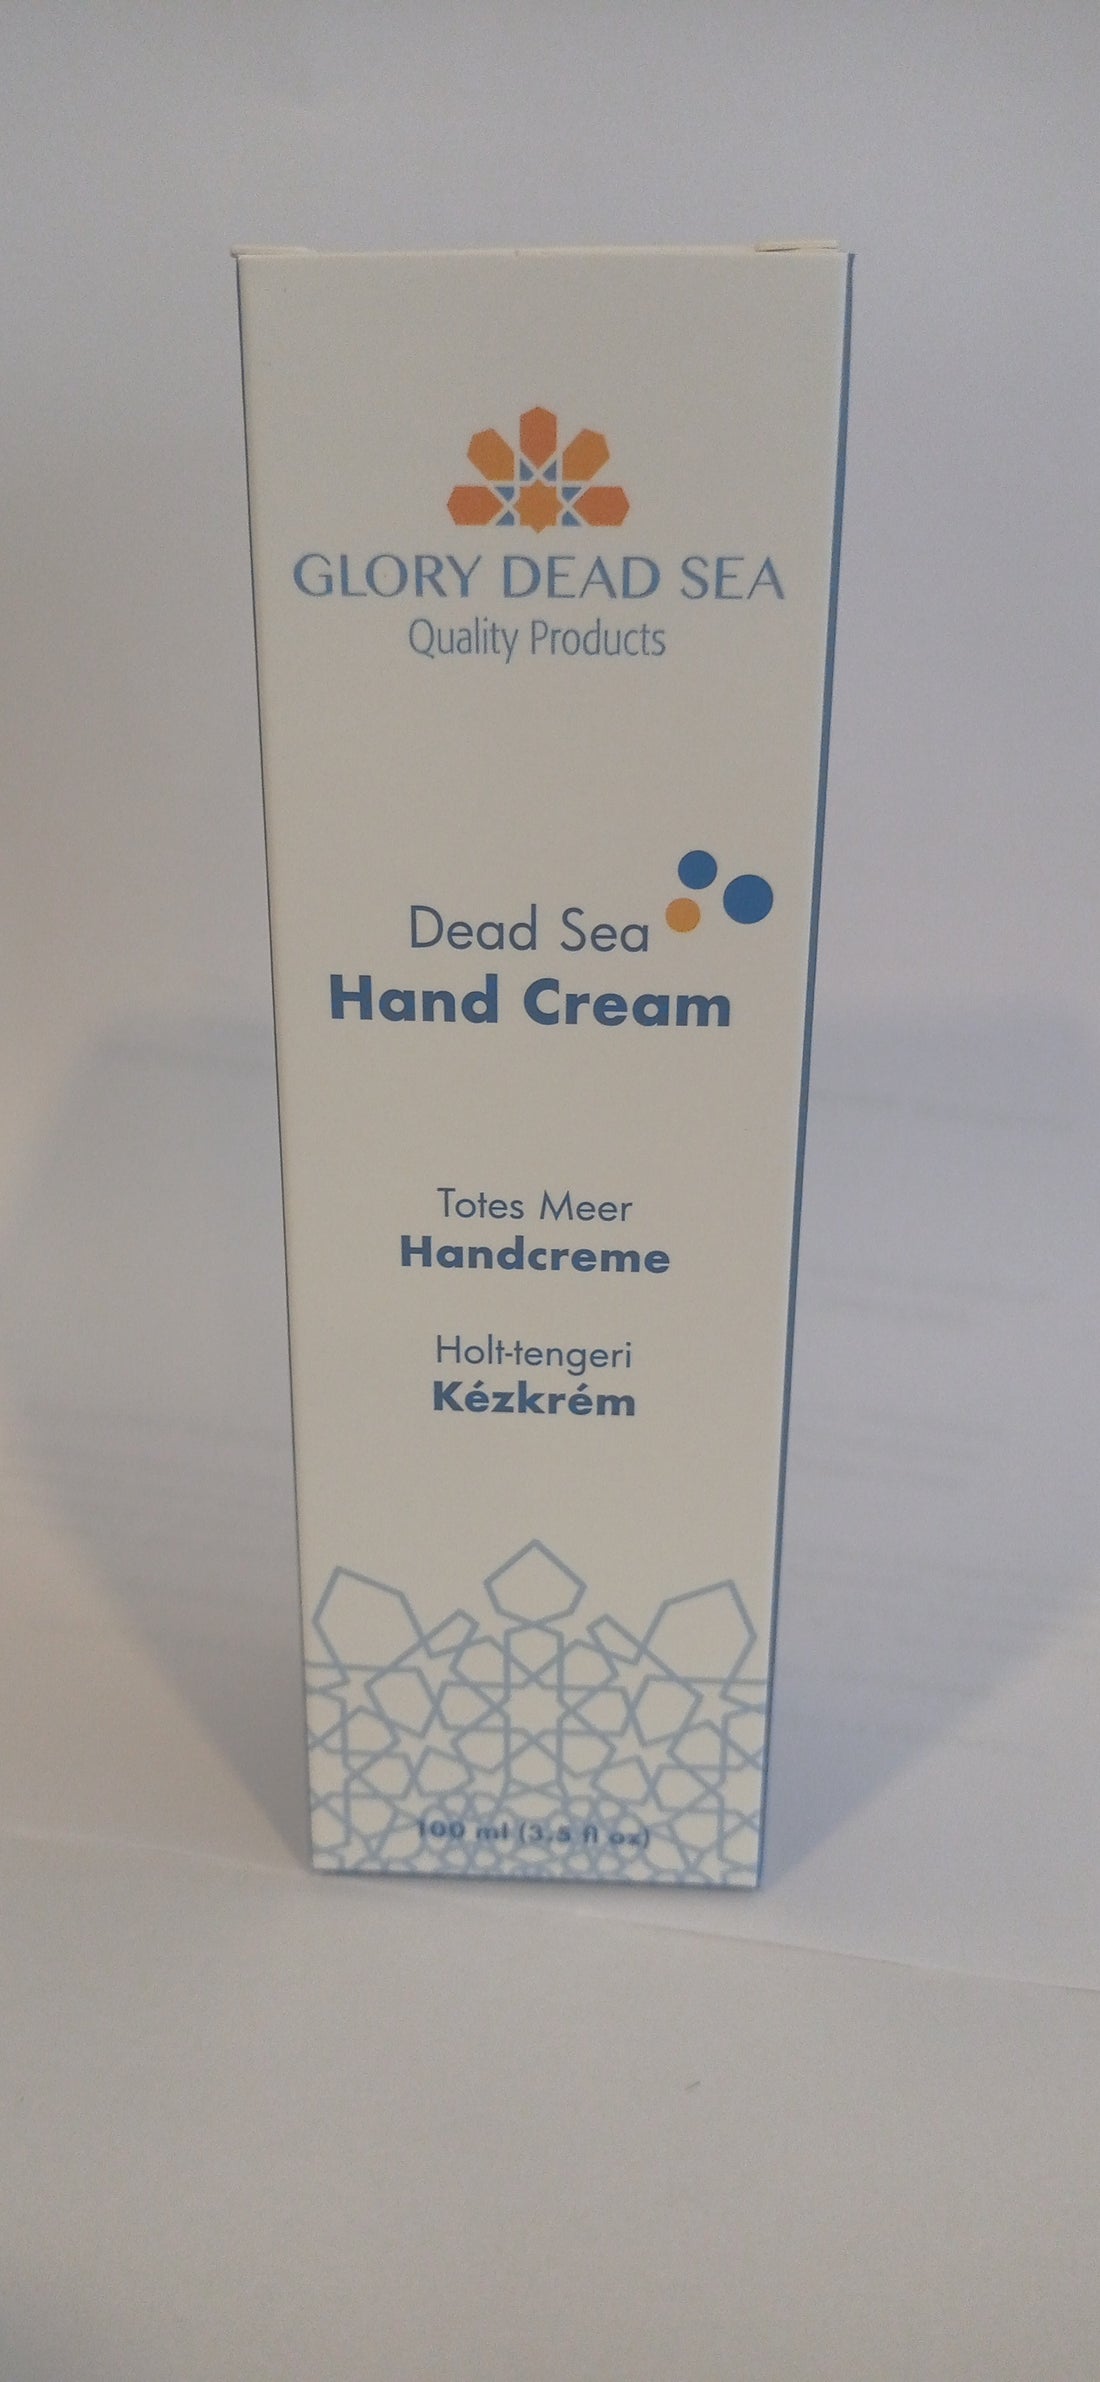 GLORY DEAD SEA
Quality Products
Dead Sea
Hand Cream
Totes Meer
Handcreme
Holt-tengeri
Kézkrém
100 ml (3.5 fl oz)